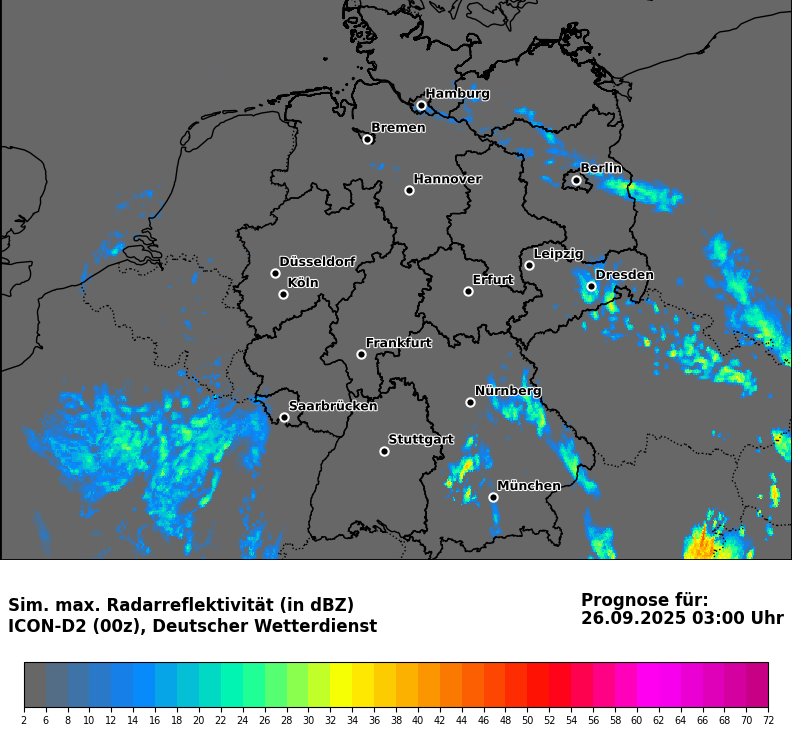 Hamburg
Bremen
Berlin
Hannover
Leipzig
Düsseldorf
Dresden
Köln
Erfurt
Frankfurt
Nürnberg
Saarbrücken
Stuttgart
München
Sim. max. Radarreflektivität (in dBZ)
ICON-D2 (00z), Deutscher Wetterdienst
Prognose für:
26.09.2025 03:00 Uhr
2 6 8 10 12 14 16 18 20 22 24 26 28 30 32 34 36 38 40 42 44 46 48 50 52 54 56 58 60 62 64 66 68 70 72